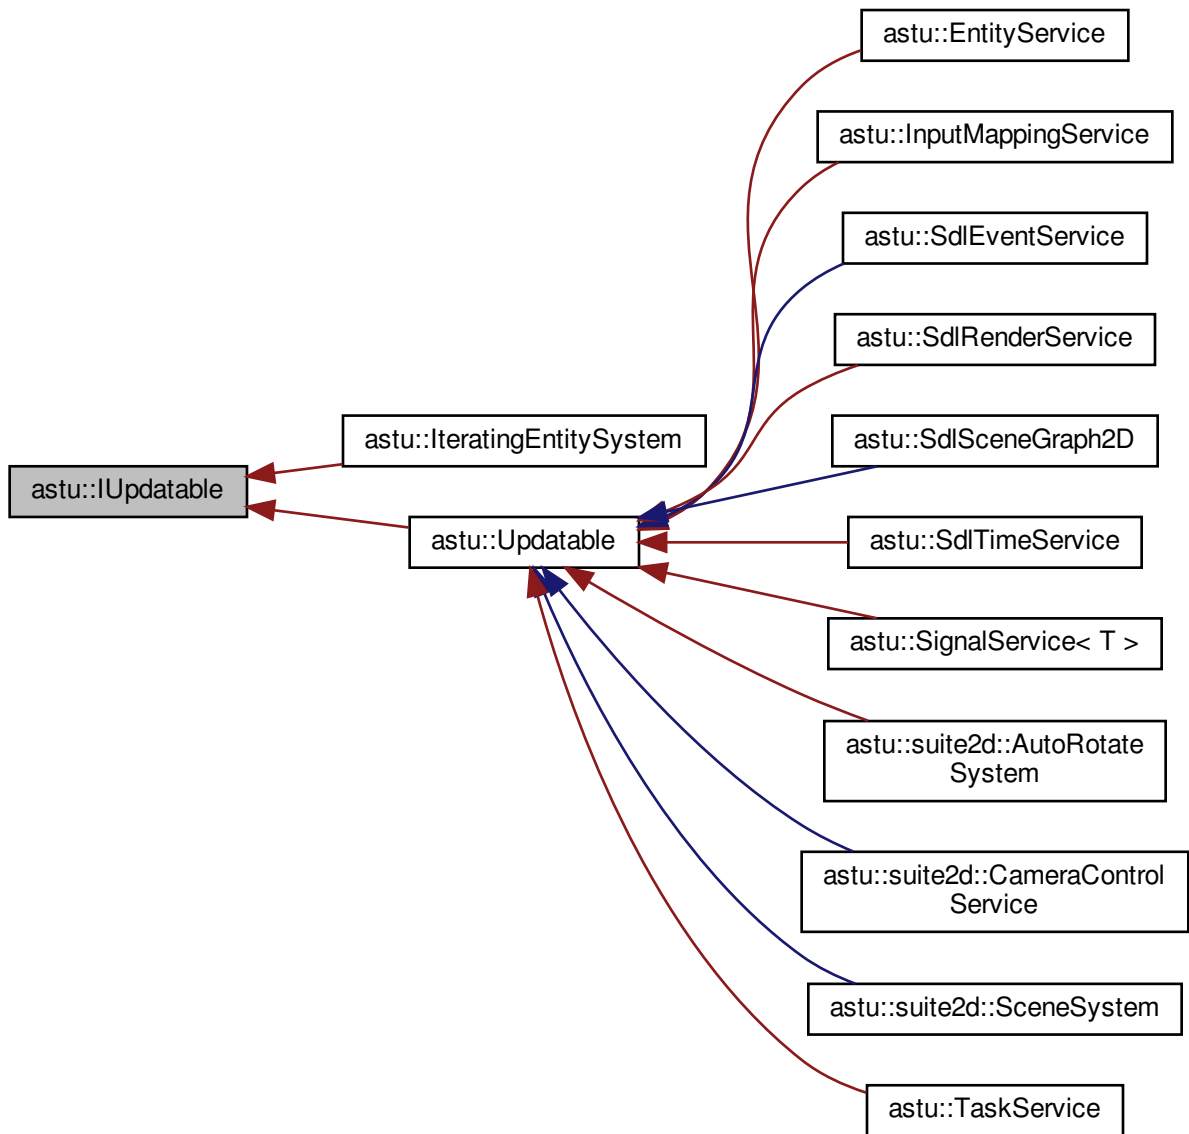 astu::EntityService
astu::InputMappingService
astu::SdlEventService
astu::SdlRenderService
astu::IteratingEntitySystem
astu::SdlSceneGraph2D
astu::IUpdatable
astu::Updatable
astu::SdlTimeService
astu::SignalService< T >
astu::suite2d::AutoRotate
System
astu::suite2d::CameraControl
Service
astu::suite2d::SceneSystem
astu::TaskService